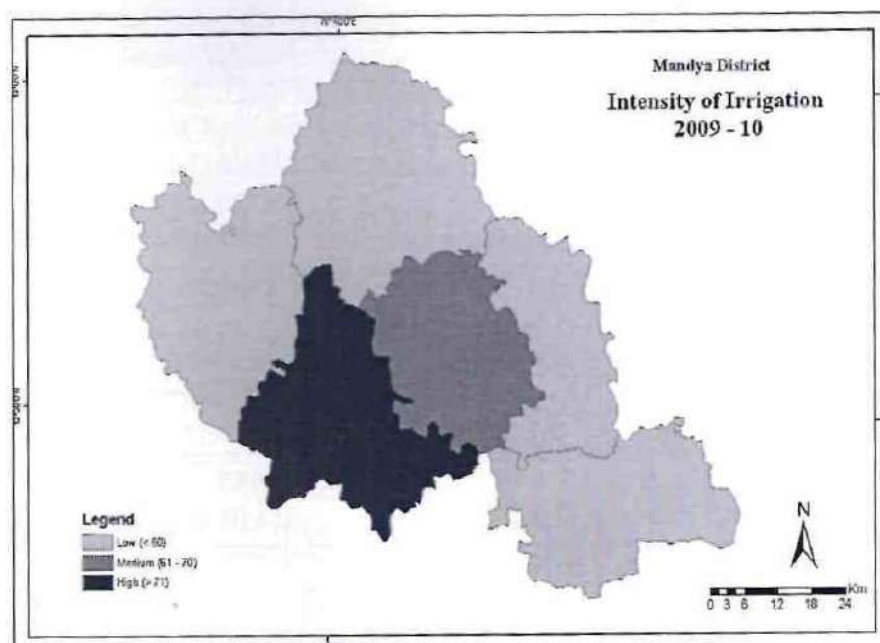 Mandya District
Intensity of Irrigation
2009 - 10
Legend
Low (< 60)
Medium (61 - 70)
High (> 71)
N
Km
0 3 6 12 18 24